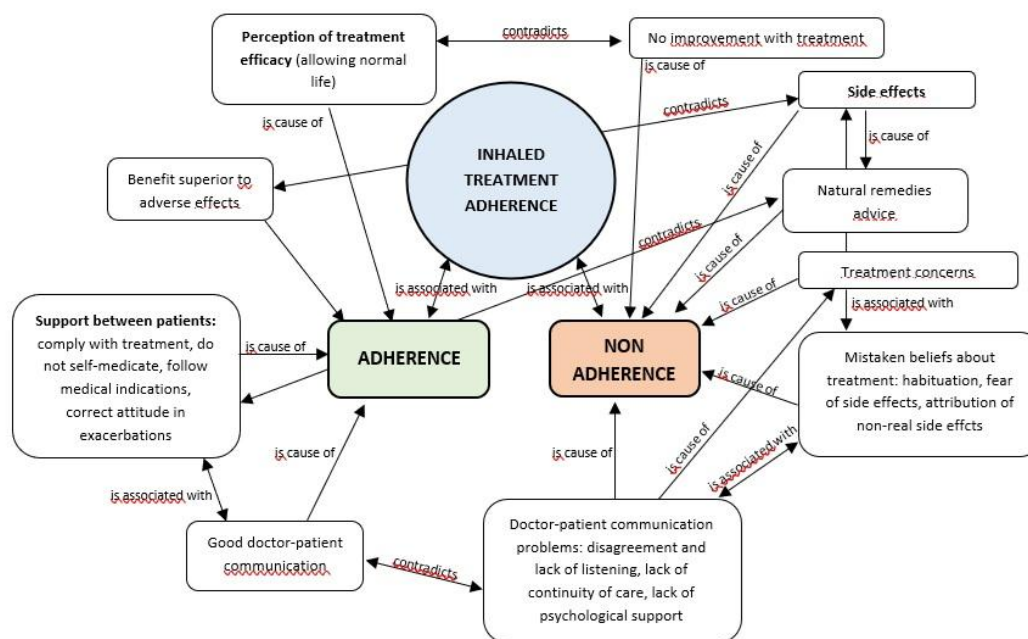 Perception of treatment
efficacy (allowing normal
life)
contradicts
No improvement with treatment
is cause of
Side effects
contradicts
is cause of
is cause of
INHALED
TREATMENT
ADHERENCE
is cause of
Benefit superior to
adverse effects
Natural remedies
advice
contradicts
is cause of
Treatment concerns
is cause of
is associated with
is associated with
is associated with
Support between patients:
comply with treatment, do
not self-medicate, follow
medical indications,
correct attitude in
exacerbations
is cause of
ADHERENCE
NON
ADHERENCE
Mistaken beliefs about
treatment: habituation, fear
of side effects, attribution of
non-real side effcts
is cause of
is cause of
is cause of
is cause of
is associated with
is associated with
Good doctor-patient
communication
contradicts
Doctor-patient communication
problems: disagreement and
lack of listening, lack of
continuity of care, lack of
psychological support